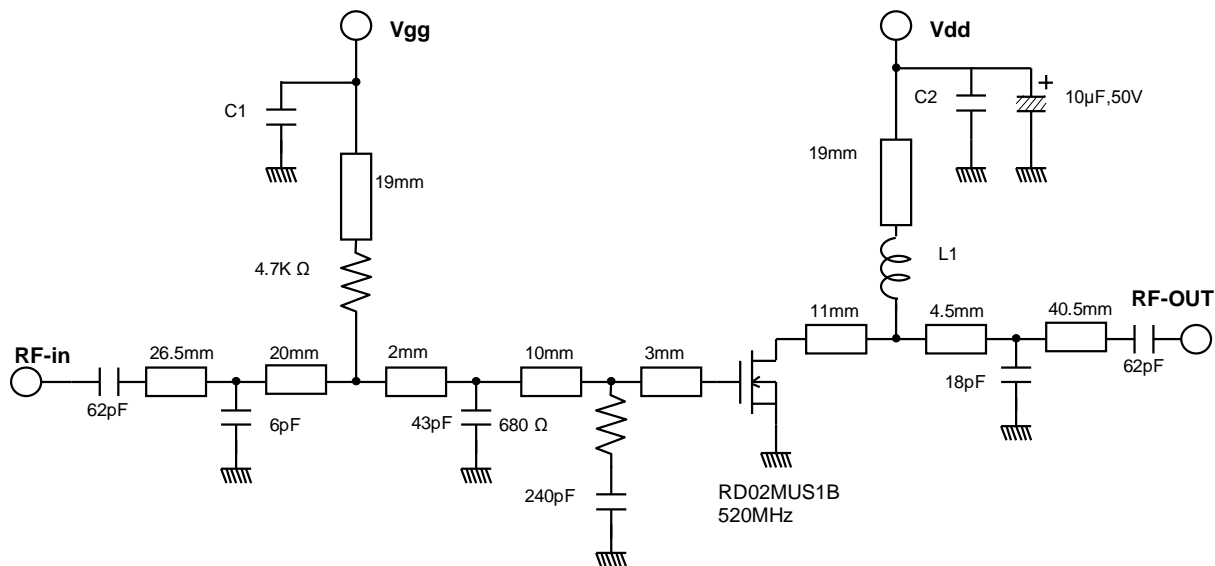 Vgg
Vdd
C1
C2
+
10µF,50V
19mm
19mm
4.7K Ω
L1
RF-OUT
11mm
4.5mm
40.5mm
RF-in
26.5mm
20mm
2mm
10mm
3mm
62pF
18pF
62pF
6pF
43pF
680 Ω
240pF
RD02MUS1B
520MHz